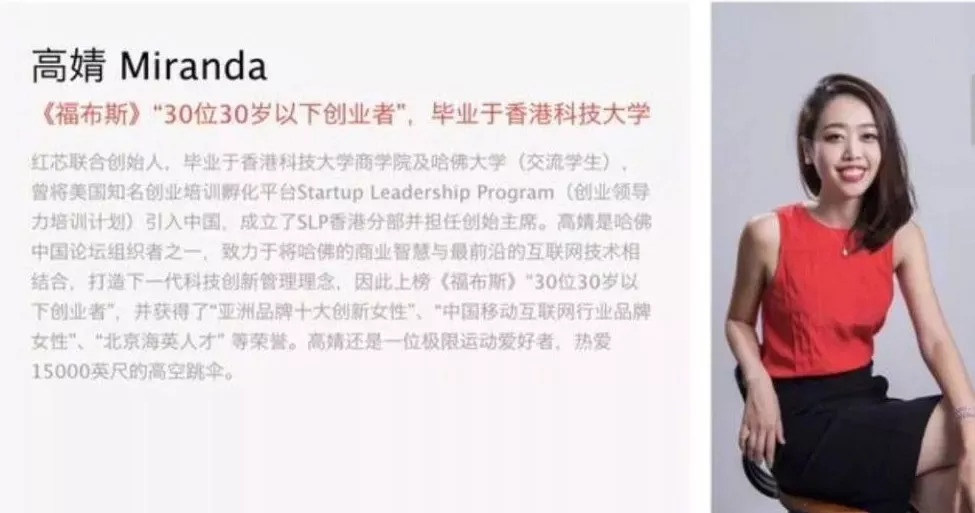 高婧 Miranda
《福布斯》“30位30岁以下创业者”，毕业于香港科技大学
红芯联合创始人，毕业于香港科技大学商学院及哈佛大学（交流学生），
曾将美国知名创业培训孵化平台Startup Leadership Program（创业领导
力培训计划）引入中国，成立了SLP香港分部并担任创始主席。高婧是哈佛
中国论坛组织者之一，致力于将哈佛的商业智慧与最前沿的互联网技术相
结合，打造下一代科技创新管理理念，因此上榜《福布斯》“30位30岁以
下创业者”，并获得了“亚洲品牌十大创新女性”、“中国移动互联网行业品牌
女性”、“北京海英人才” 等荣誉。高婧还是一位极限运动爱好者，热爱
15000英尺的高空跳伞。